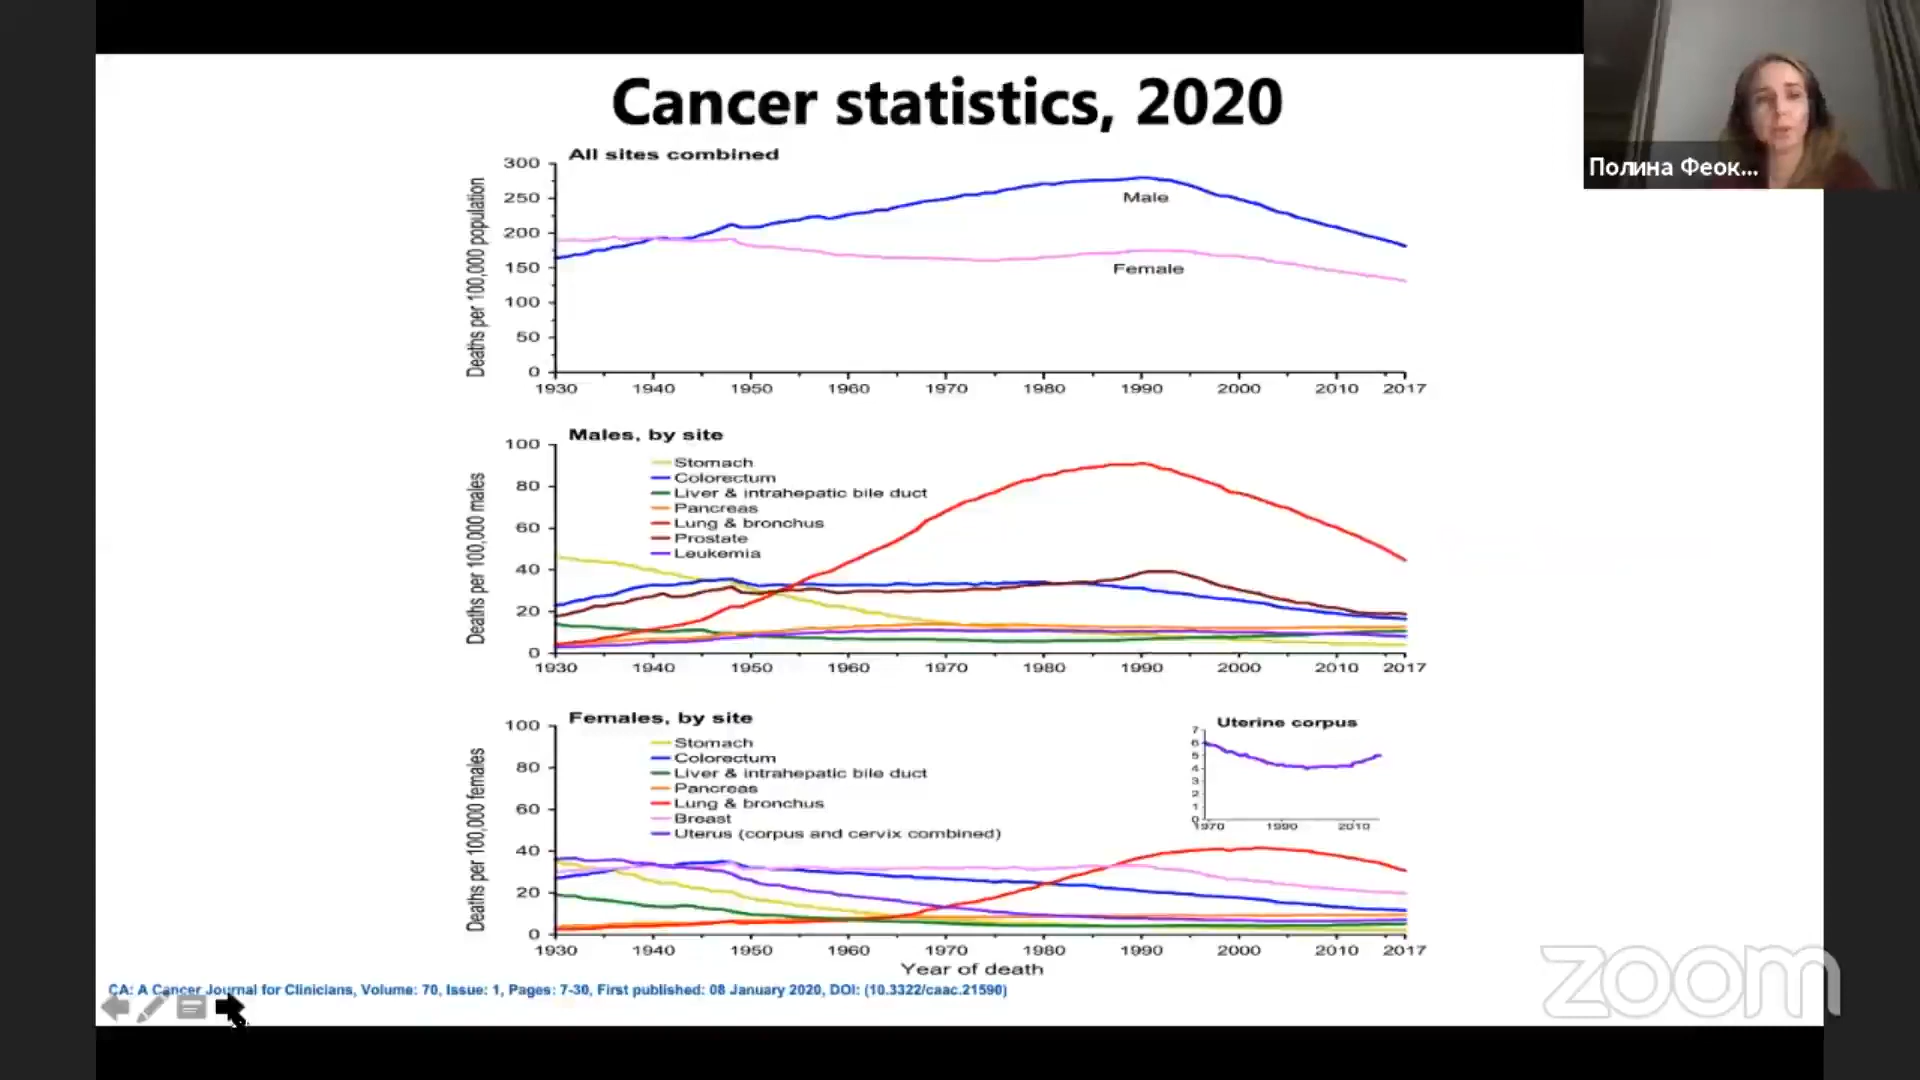 Cancer statistics, 2020
Полина Феок...
All sites combined
Deaths per 100,000 population
300
250
200
150
100
50
0
Male
Female
1930 1940 1950 1960 1970 1980 1990 2000 2010 2017
Males, by site
Deaths per 100,000 males
100
80
60
40
20
0
Stomach
Colorectum
Liver & intrahepatic bile duct
Pancreas
Lung & bronchus
Prostate
Leukemia
1930 1940 1950 1960 1970 1980 1990 2000 2010 2017
Females, by site
Deaths per 100,000 females
100
80
60
40
20
0
Stomach
Colorectum
Liver & intrahepatic bile duct
Pancreas
Lung & bronchus
Breast
Uterus (corpus and cervix combined)
Uterine corpus
7
6
5
4
3
2
1
0
1970 1990 2010
1930 1940 1950 1960 1970 1980 1990 2000 2010 2017
Year of death
CA: A Cancer Journal for Clinicians, Volume: 70, Issue: 1, Pages: 7-30, First published: 08 January 2020, DOI: (10.3322/caac.21590)
zoom